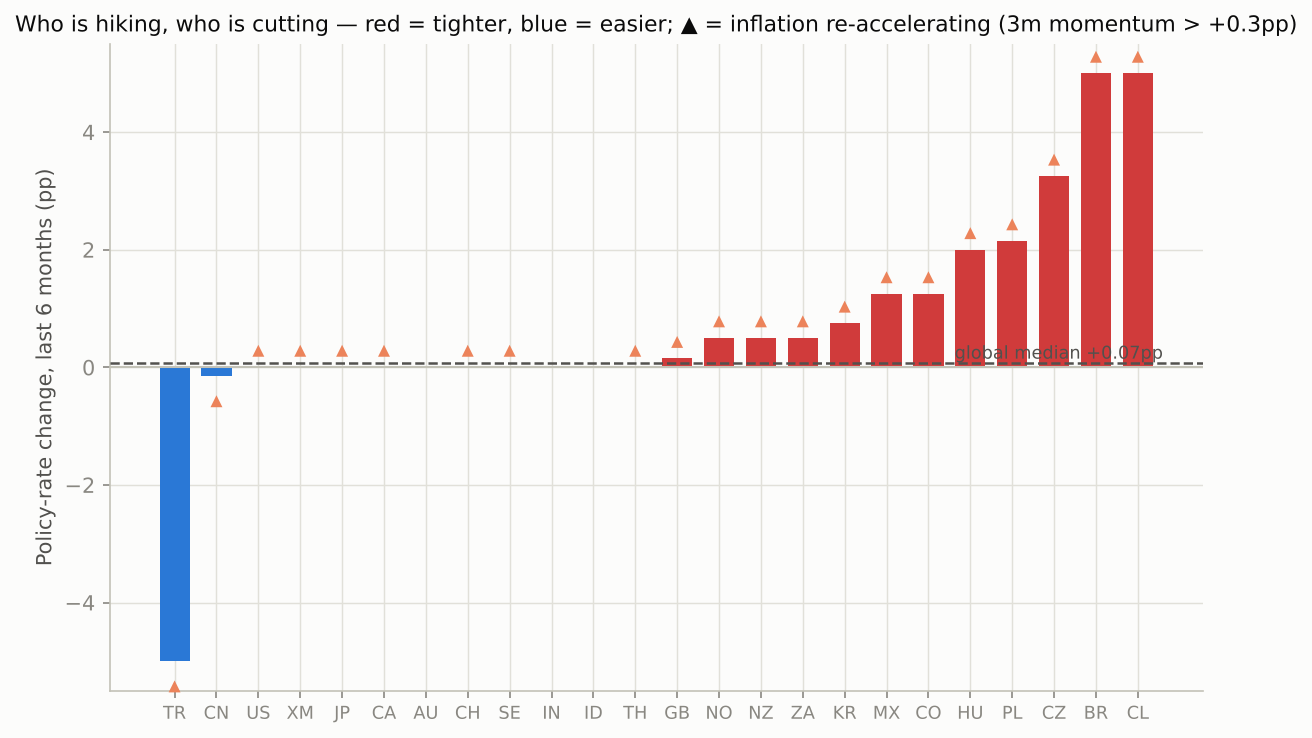 Who is hiking, who is cutting — red = tighter, blue = easier; ▲ = inflation re-accelerating (3m momentum > +0.3pp)
Policy-rate change, last 6 months (pp)
4
2
0
−2
−4
global median +0.07pp
TR CN US XM JP CA AU CH SE IN ID TH GB NO NZ ZA KR MX CO HU PL CZ BR CL